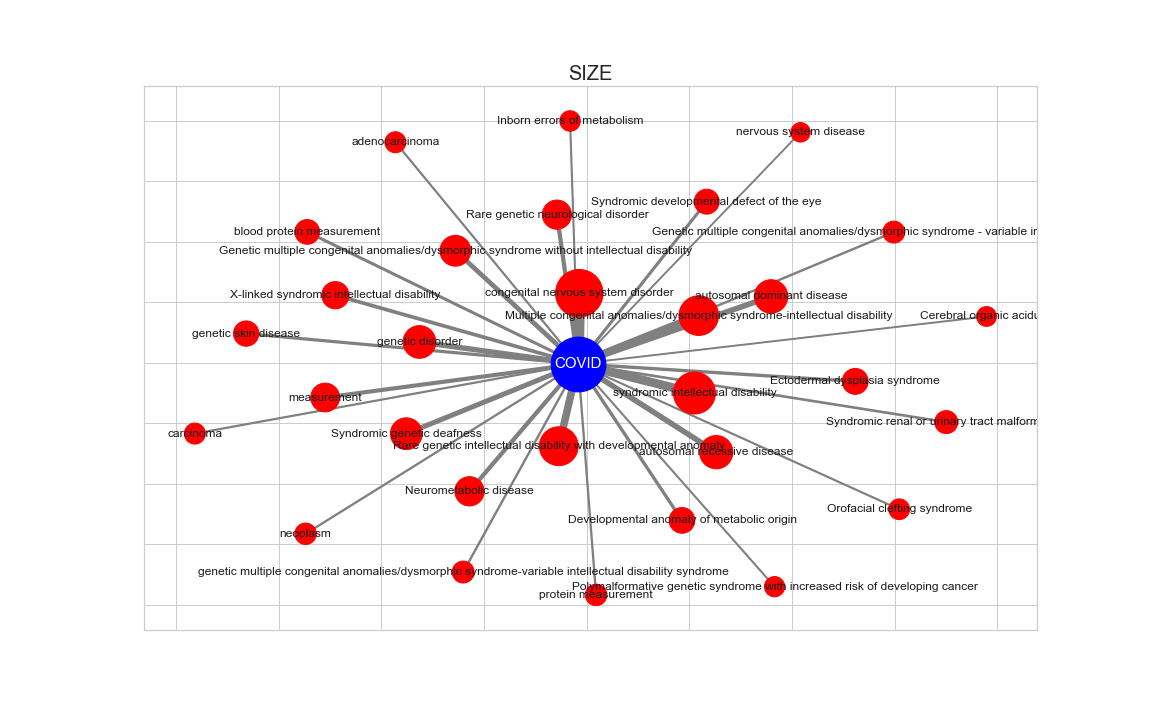 SIZE
Inborn errors of metabolism
nervous system disease
adenocarcinoma
Syndromic developmental defect of the eye
Rare genetic neurological disorder
blood protein measurement
Genetic multiple congenital anomalies/dysmorphic syndrome - variable in
Genetic multiple congenital anomalies/dysmorphic syndrome without intellectual disability
congenital nervous system disorder
X-linked syndromic intellectual disability
autosomal dominant disease
Multiple congenital anomalies/dysmorphic syndrome-intellectual disability
Cerebral organic acidu
genetic skin disease
genetic disorder
COVID
Ectodermal dysplasia syndrome
syndromic intellectual disability
measurement
Syndromic renal or urinary tract malform
carcinoma
Syndromic genetic deafness
Rare genetic intellectual disability with developmental anomaly
autosomal recessive disease
Neurometabolic disease
Orofacial clefting syndrome
Developmental anomaly of metabolic origin
neoplasm
genetic multiple congenital anomalies/dysmorphic syndrome-variable intellectual disability syndrome
Polymalformative genetic syndrome with increased risk of developing cancer
protein measurement